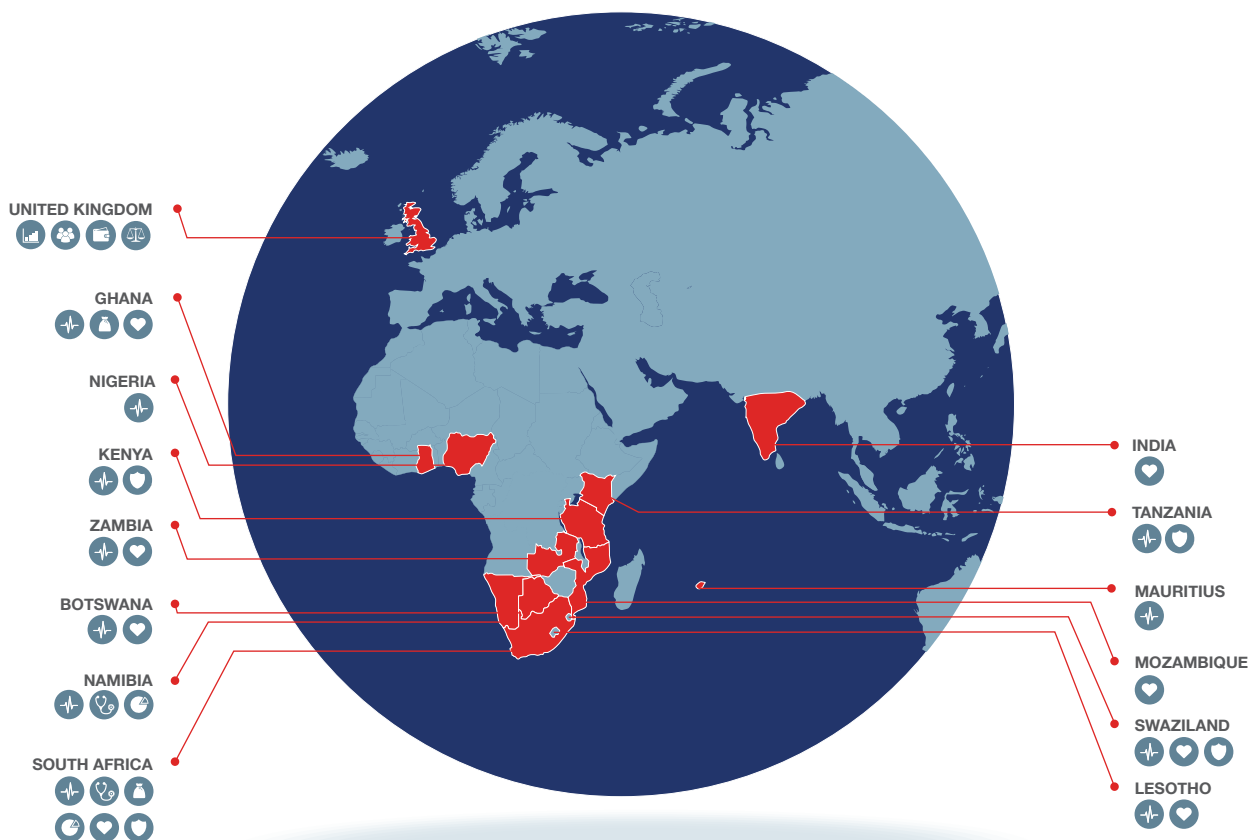 UNITED KINGDOM
GHANA
NIGERIA
KENYA
ZAMBIA
BOTSWANA
NAMIBIA
SOUTH AFRICA
INDIA
TANZANIA
MAURITIUS
MOZAMBIQUE
SWAZILAND
LESOTHO